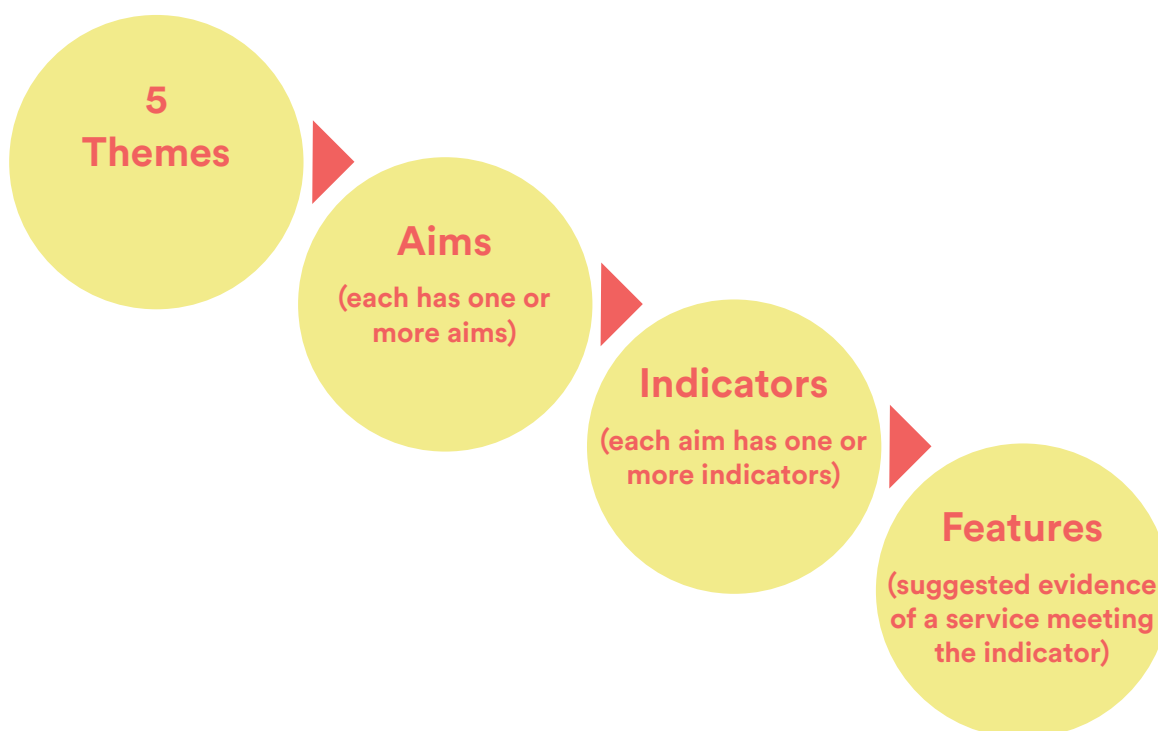 5
Themes
Aims
(each has one or
more aims)
Indicators
(each aim has one or
more indicators)
Features
(suggested evidence
of a service meeting
the indicator)